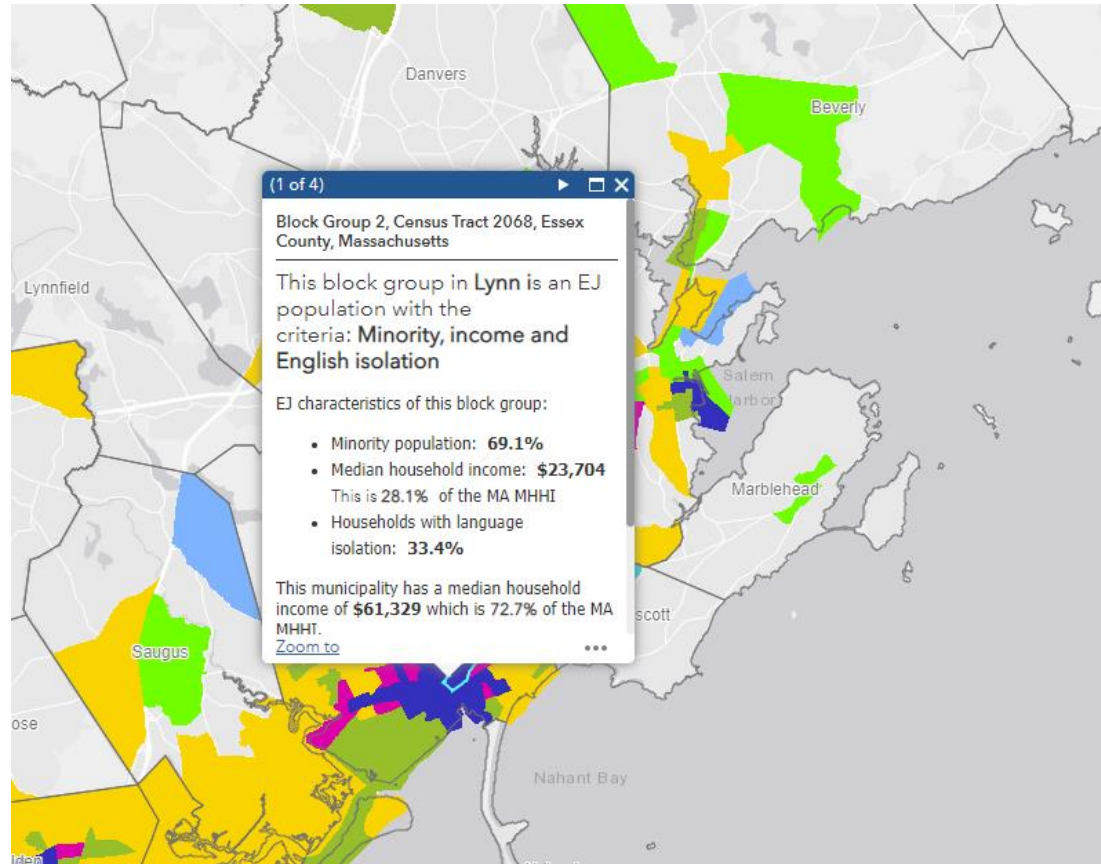 Danvers
Beverly
(1 of 4)
Block Group 2, Census Tract 2068, Essex
County, Massachusetts
This block group in Lynn is an EJ
population with the
criteria: Minority, income and
English isolation
EJ characteristics of this block group:
• Minority population: 69.1%
• Median household income: $23,704
This is 28.1% of the MA MHHI
• Households with language
isolation: 33.4%
This municipality has a median household
income of $61,329 which is 72.7% of the MA
MHHI.
Zoom to
•••
Lynnfield
Salem
arbor
Marblehead
scott
Saugus
ose
Nahant Bay
lden